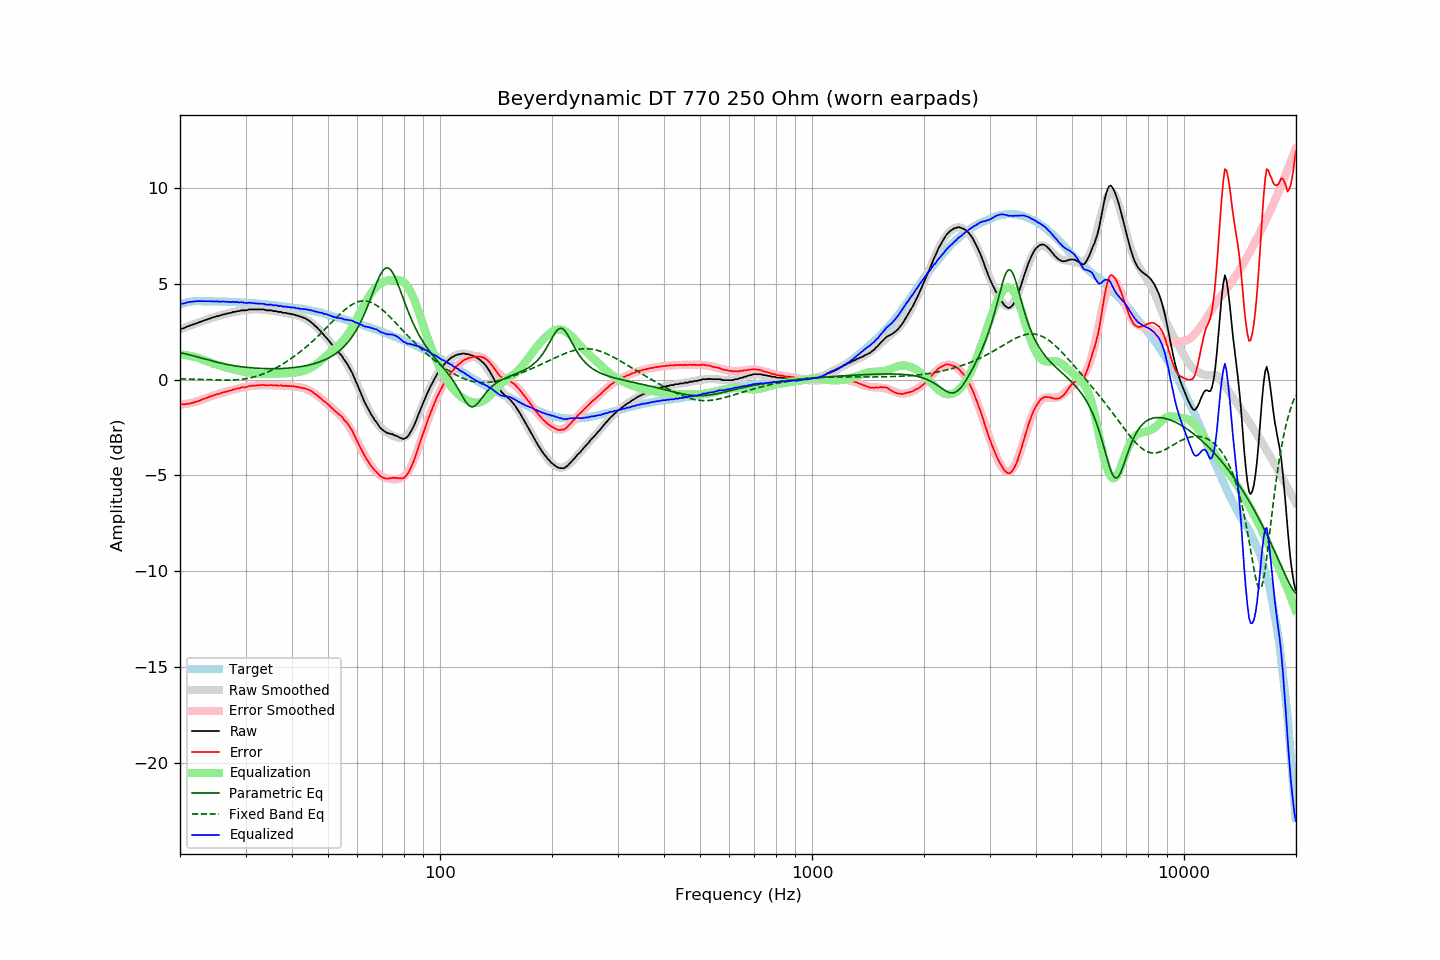 Beyerdynamic DT 770 250 Ohm (worn earpads)
Amplitude (dBr)
10
5
0
−5
−10
−15
−20
Target
Raw Smoothed
Error Smoothed
Raw
Error
Equalization
Parametric Eq
Fixed Band Eq
Equalized
100
1000
10000
Frequency (Hz)